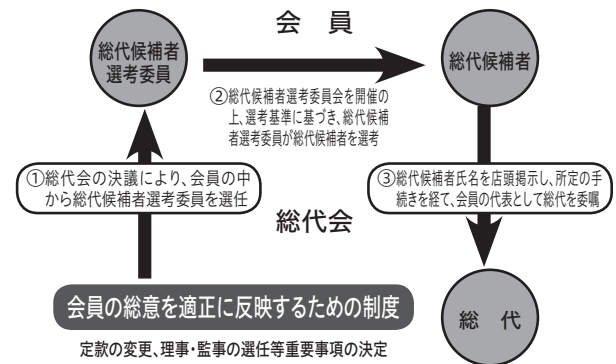 会　員
総代候補者
選考委員
総代候補者
②総代候補者選考委員会を開催の
上、選考基準に基づき、総代候補
者選考委員が総代候補者を選考
①総代会の決議により、会員の中
から総代候補者選考委員を選任
③総代候補者氏名を店頭掲示し、所定の手
続きを経て、会員の代表として総代を委嘱
総代会
会員の総意を適正に反映するための制度
総　代
定款の変更、理事・監事の選任等重要事項の決定